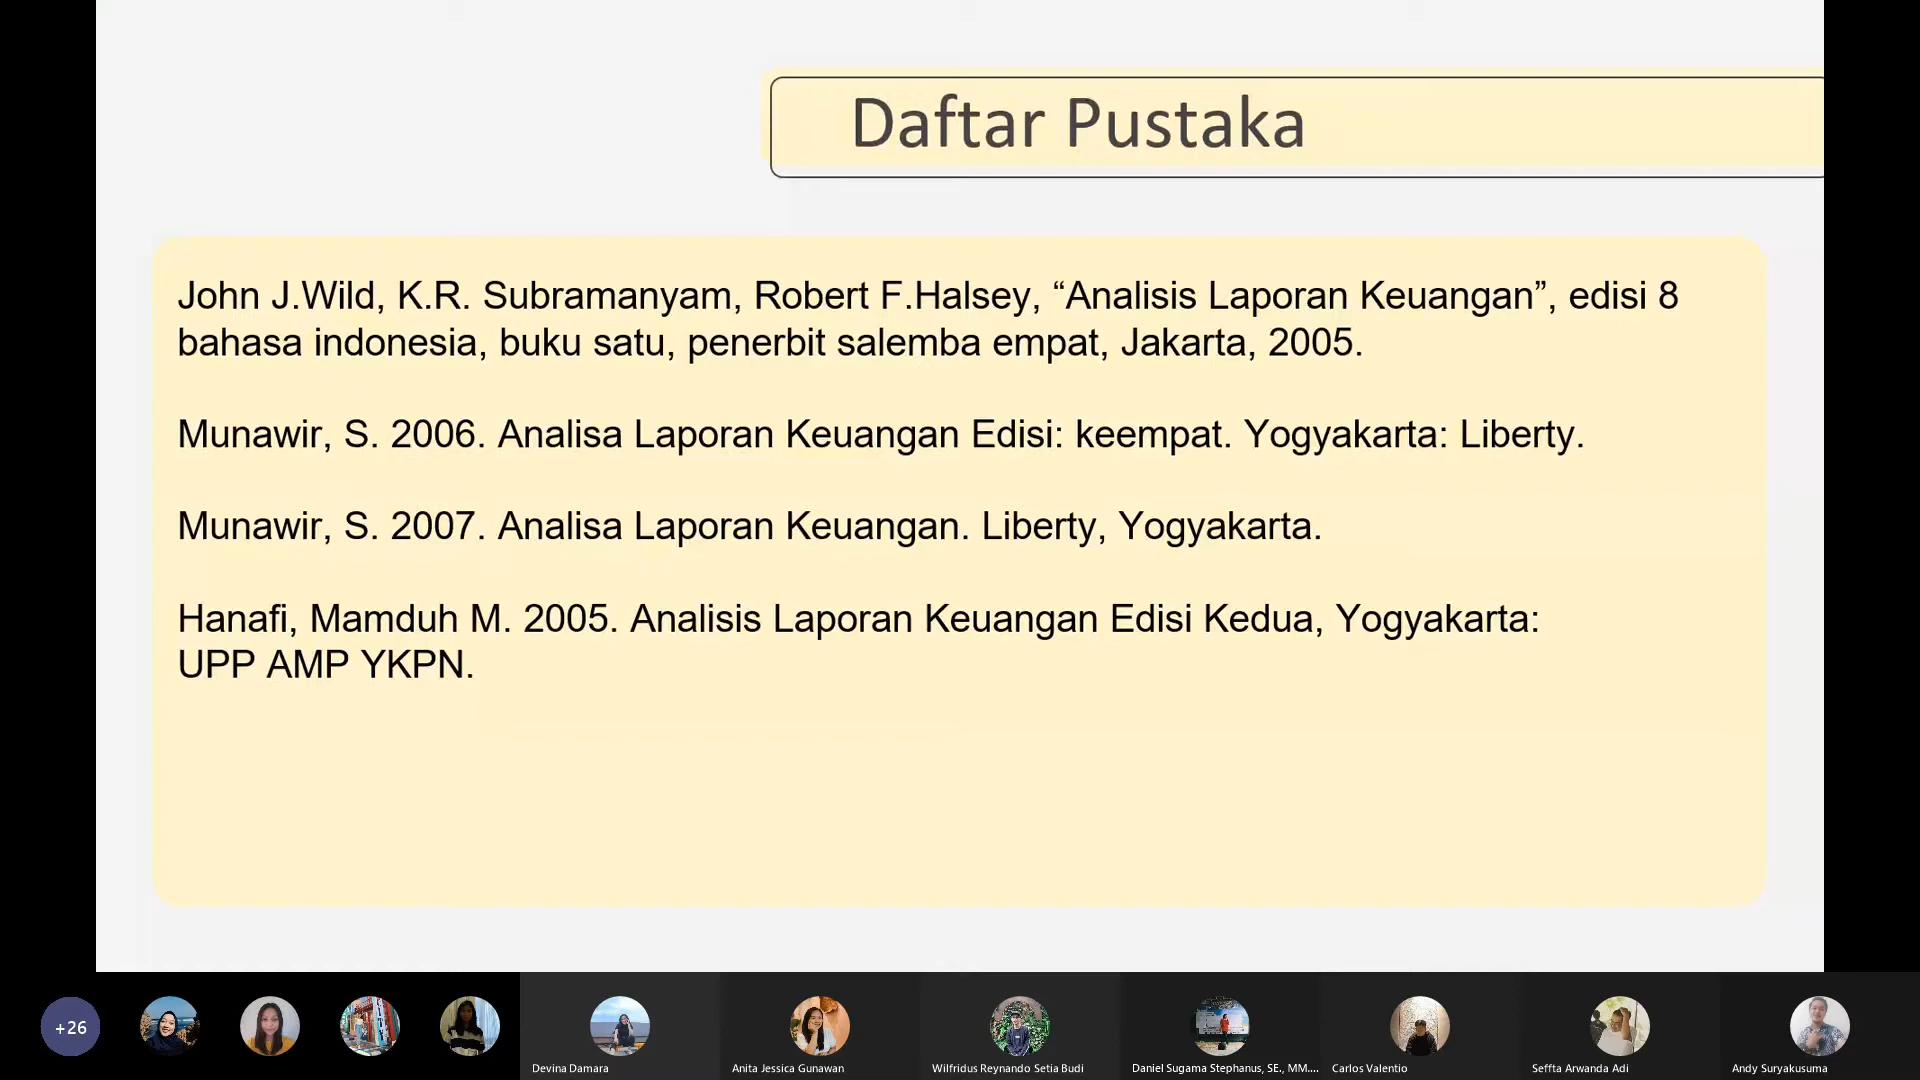 Daftar Pustaka
John J.Wild, K.R. Subramanyam, Robert F.Halsey, “Analisis Laporan Keuangan”, edisi 8
bahasa indonesia, buku satu, penerbit salemba empat, Jakarta, 2005.
Munawir, S. 2006. Analisa Laporan Keuangan Edisi: keempat. Yogyakarta: Liberty.
Munawir, S. 2007. Analisa Laporan Keuangan. Liberty, Yogyakarta.
Hanafi, Mamduh M. 2005. Analisis Laporan Keuangan Edisi Kedua, Yogyakarta:
UPP AMP YKPN.
+26
Devina Damara
Anita Jessica Gunawan
Wilfridus Reynando Setia Budi
Daniel Sugama Stephanus, SE., MM....
Carlos Valentio
Seffta Arwanda Adi
Andy Suryakusuma